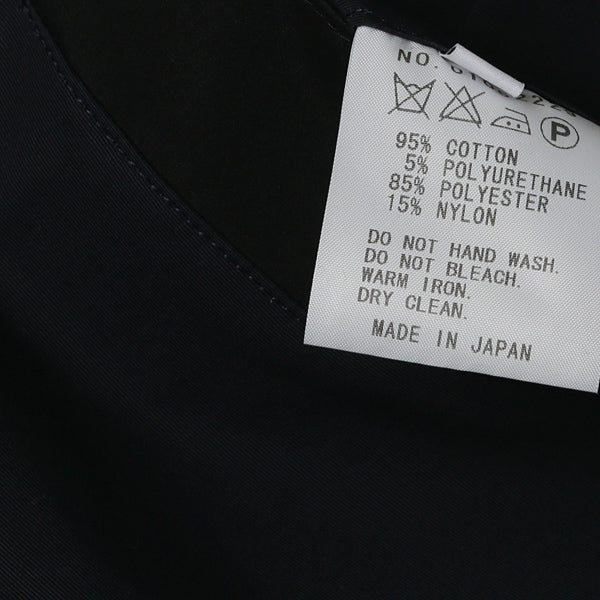 NO.
P
95% COTTON
5% POLYURETHANE
85% POLYESTER
15% NYLON
DO NOT HAND WASH.
DO NOT BLEACH.
WARM IRON.
DRY CLEAN.
MADE IN JAPAN